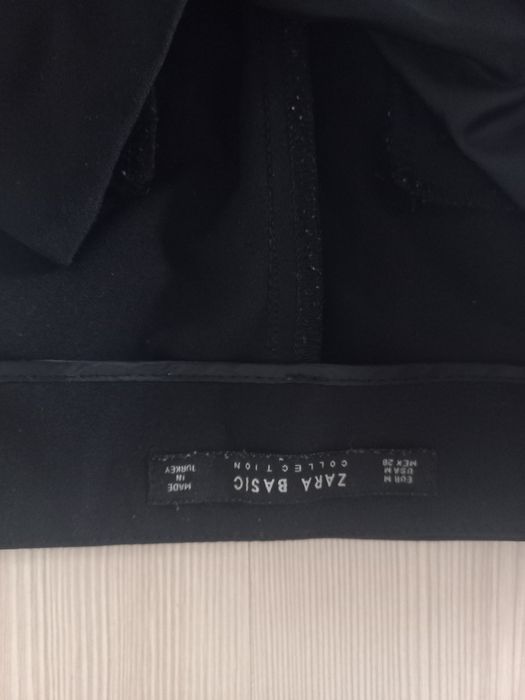 EUR M
USA M
MEX 28
ZARA BASIC
COLLECTION
MADE
IN
TURKEY